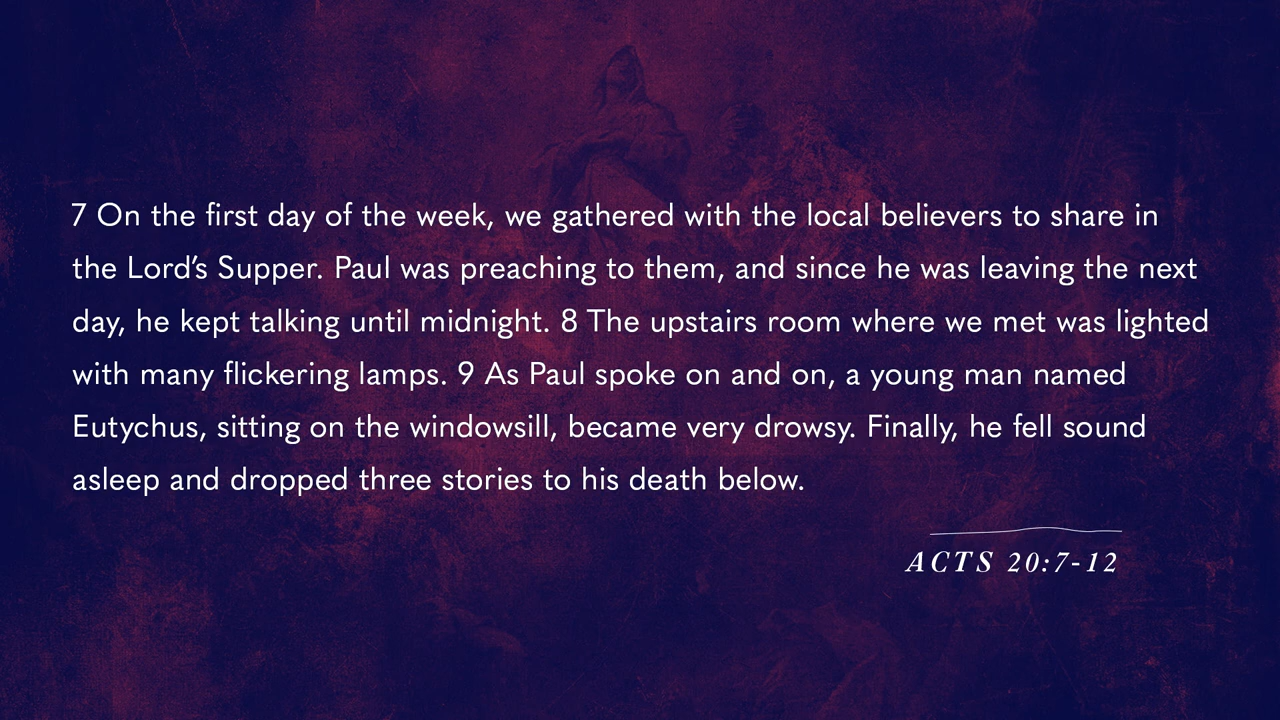 7 On the first day of the week, we gathered with the local believers to share in
the Lord’s Supper. Paul was preaching to them, and since he was leaving the next
day, he kept talking until midnight. 8 The upstairs room where we met was lighted
with many flickering lamps. 9 As Paul spoke on and on, a young man named
Eutychus, sitting on the windowsill, became very drowsy. Finally, he fell sound
asleep and dropped three stories to his death below.
ACTS 20:7-12